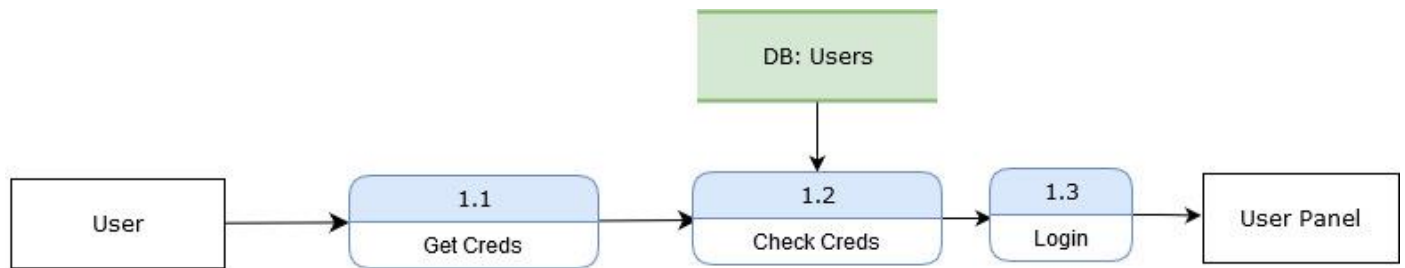 DB: Users
User
1.1
Get Creds
1.2
Check Creds
1.3
Login
User Panel